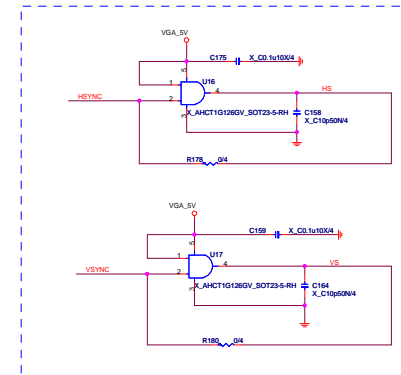 VGA_5V
C175 X_C0.1u10X/4
5
U16
1
4
HS
HSYNC
2
X_AHCT1G126GV_SOT23-5-RH
C158
3
X_C10p50N/4
R178 0/4
VGA_5V
C159 X_C0.1u10X/4
5
U17
1
4
VS
VSYNC
2
X_AHCT1G126GV_SOT23-5-RH
C164
3
X_C10p50N/4
R180 0/4